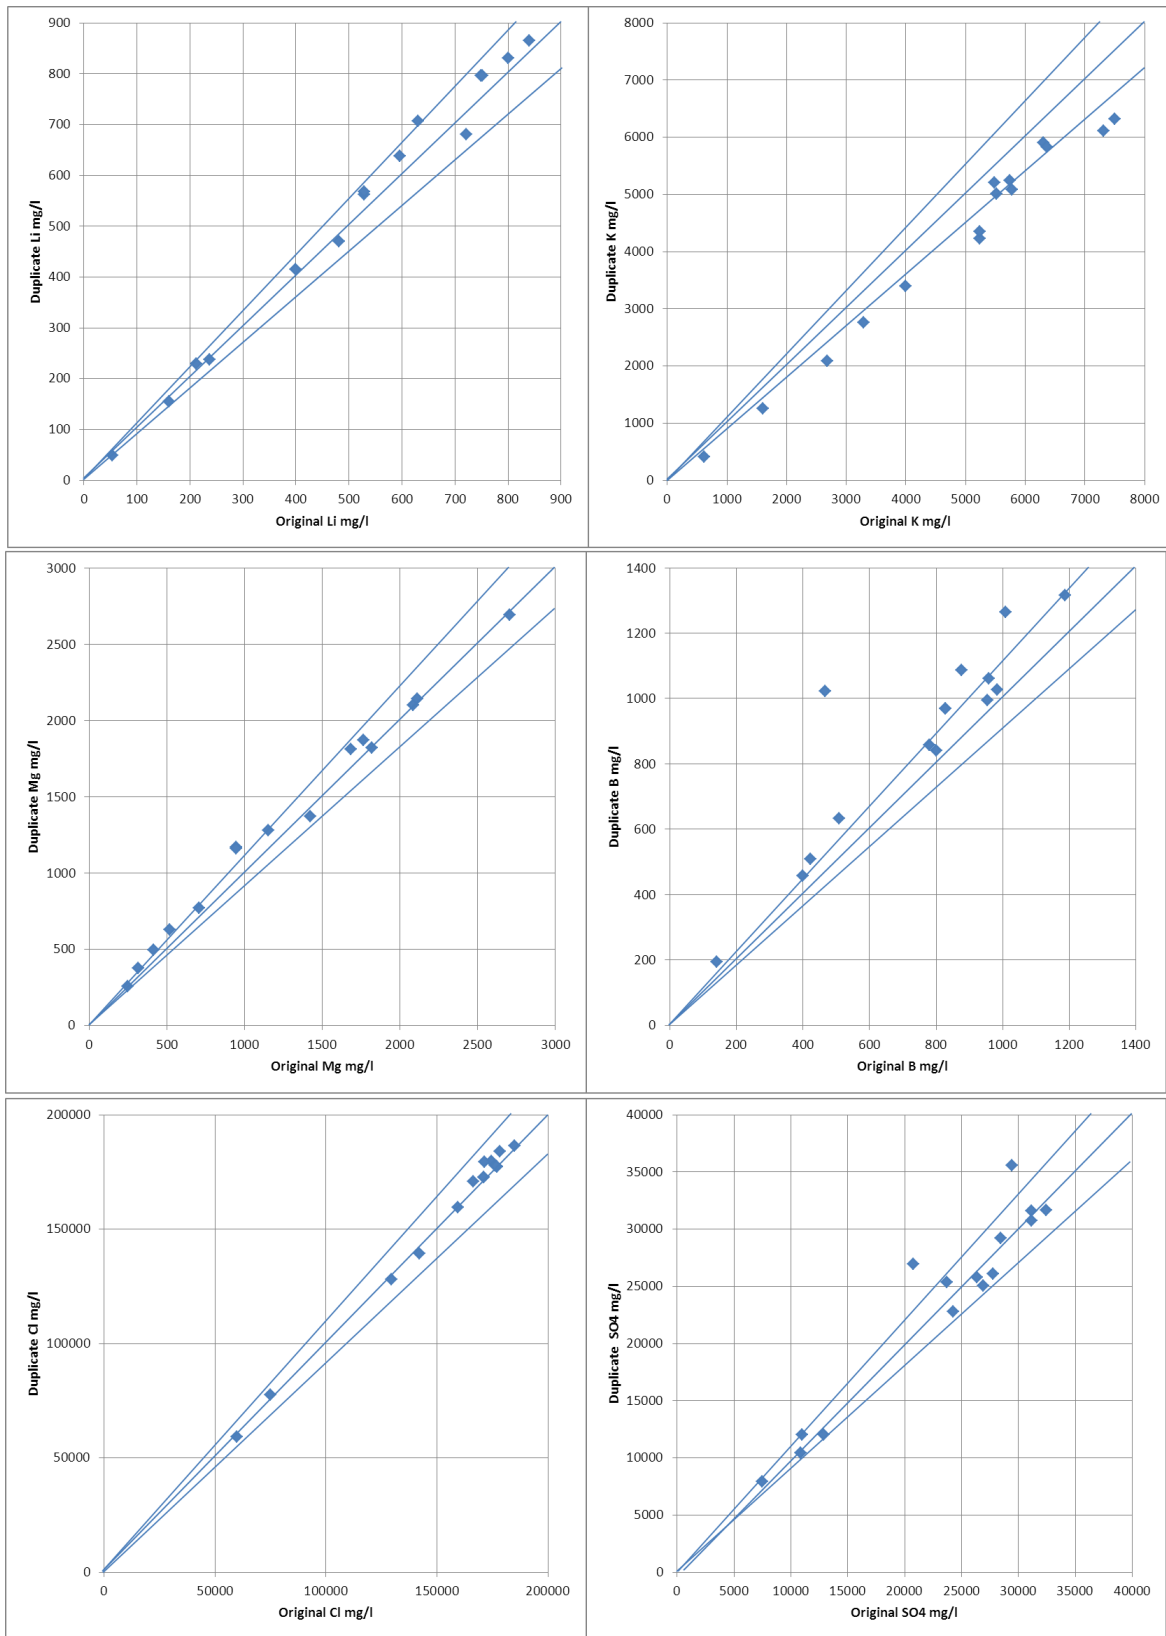 900
800
700
600
500
400
300
200
100
0
Duplicate Li mg/l
0 100 200 300 400 500 600 700 800 900
Original Li mg/l
8000
7000
6000
5000
4000
3000
2000
1000
0
Duplicate K mg/l
0 1000 2000 3000 4000 5000 6000 7000 8000
Original K mg/l
3000
2500
2000
1500
1000
500
0
Duplicate Mg mg/l
0 500 1000 1500 2000 2500 3000
Original Mg mg/l
1400
1200
1000
800
600
400
200
0
Duplicate B mg/l
0 200 400 600 800 1000 1200 1400
Original B mg/l
200000
150000
100000
50000
0
Duplicate Cl mg/l
0 50000 100000 150000 200000
Original Cl mg/l
40000
35000
30000
25000
20000
15000
10000
5000
0
Duplicate SO4 mg/l
0 5000 10000 15000 20000 25000 30000 35000 40000
Original SO4 mg/l